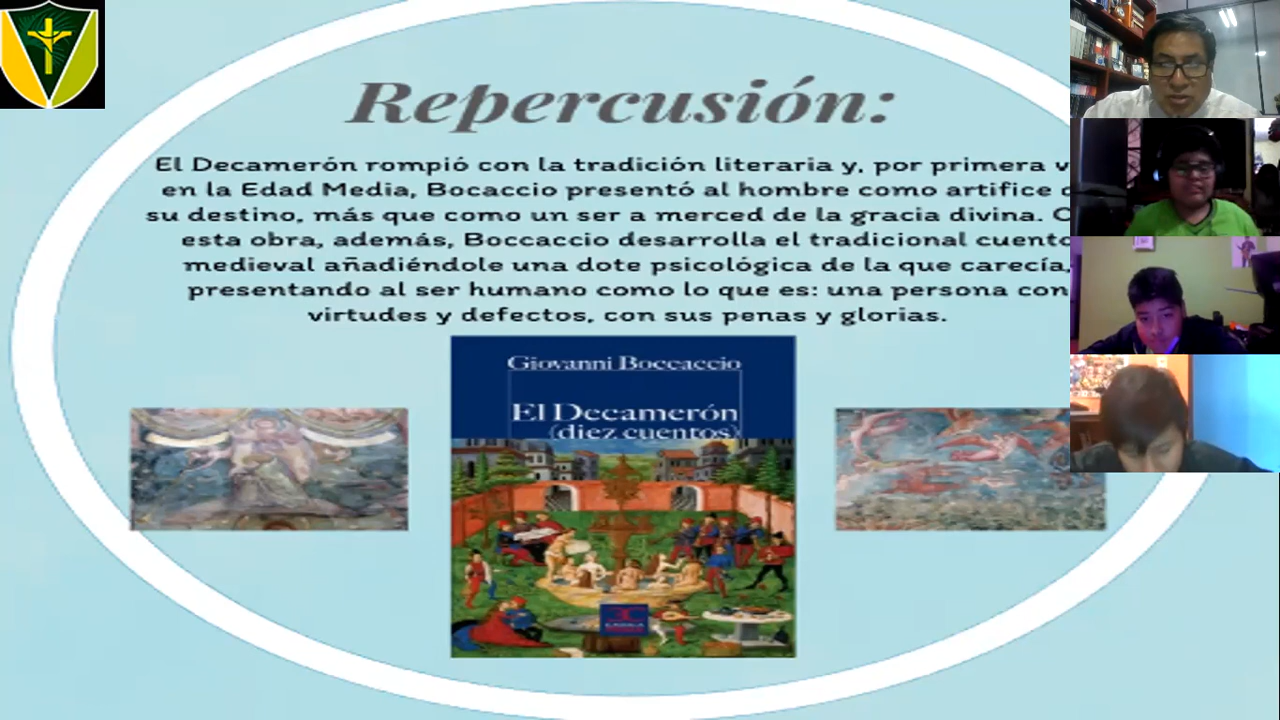 Repercusión:
El Decamerón rompió con la tradición literaria y, por primera
en la Edad Media, Bocaccio presentó al hombre como artifice
su destino, más que como un ser a merced de la gracia divina.
esta obra, además, Boccaccio desarrolla el tradicional cuento
medieval añadiéndole una dote psicológica de la que carecía,
presentando al ser humano como lo que es: una persona con
virtudes y defectos, con sus penas y glorias.
Giovanni Boccaccio
El Decamerón
(diez cuentos)